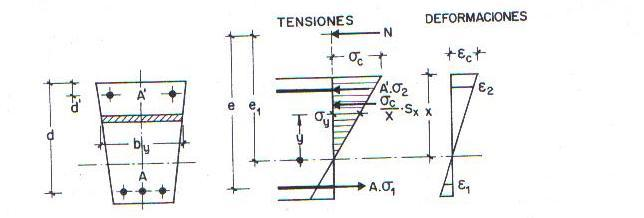 TENSIONES
DEFORMACIONES
N
σc
εc
d'
A'
A'.σ2
ε2
d
e
e1
σc/x . Sx
x
by
σy
y
A
A.σ1
ε1